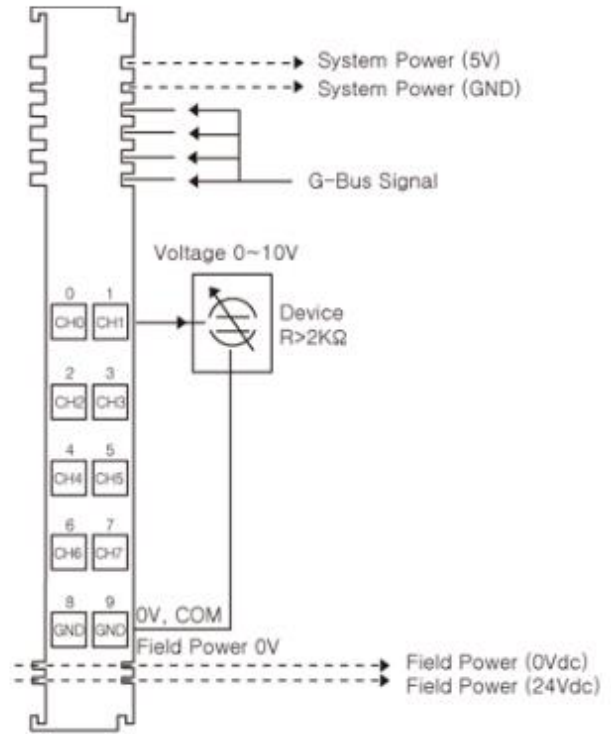 System Power (5V)
System Power (GND)
G-Bus Signal
Voltage 0~10V
0 1
CH0 CH1
Device
R>2KΩ
2 3
CH2 CH3
4 5
CH4 CH5
6 7
CH6 CH7
8 9
GND GND
0V, COM
Field Power 0V
Field Power (0Vdc)
Field Power (24Vdc)